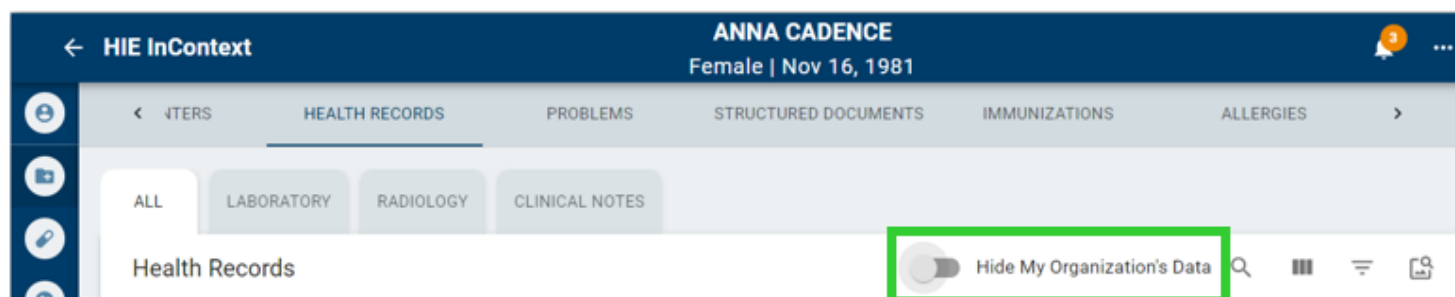 HIE InContext
ANNA CADENCE
Female | Nov 16, 1981
3
HEALTH RECORDS PROBLEMS STRUCTURED DOCUMENTS IMMUNIZATIONS ALLERGIES
ALL LABORATORY RADIOLOGY CLINICAL NOTES
Health Records Hide My Organization's Data